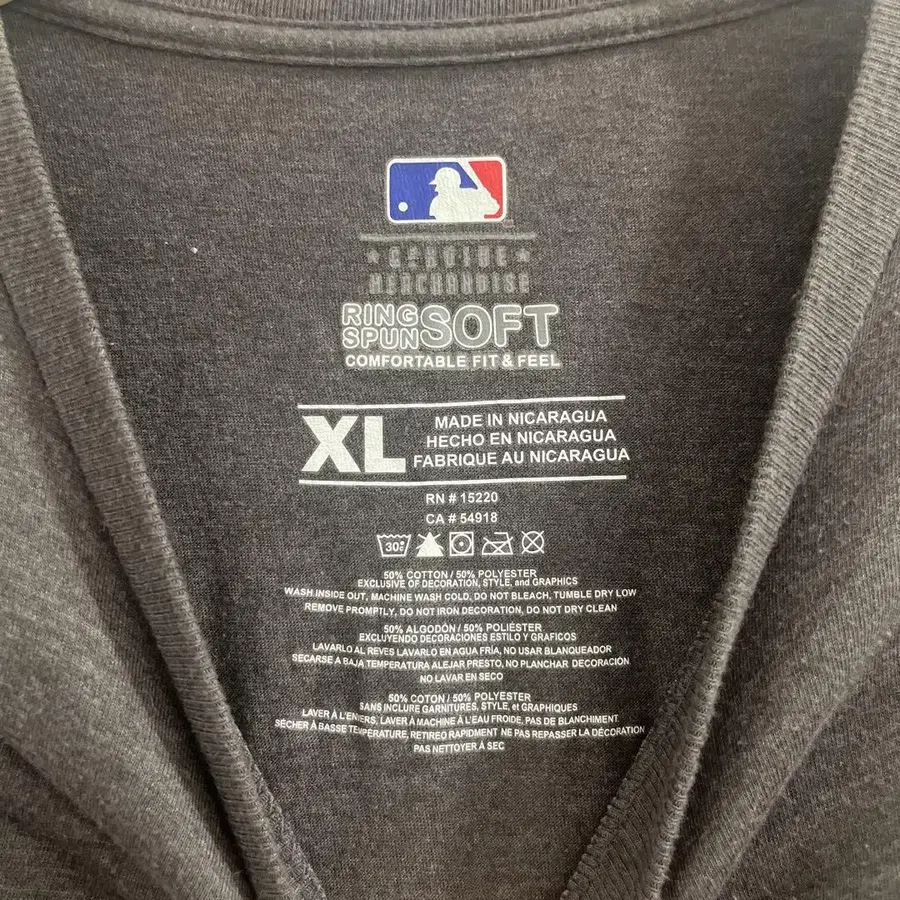 ★ GENUINE ★
MERCHANDISE
RING SPUN SOFT
COMFORTABLE FIT & FEEL
XL
MADE IN NICARAGUA
HECHO EN NICARAGUA
FABRIQUE AU NICARAGUA
RN # 15220
CA # 54918
30°
50% COTTON / 50% POLYESTER
EXCLUSIVE OF DECORATION, STYLE, and GRAPHICS
WASH INSIDE OUT, MACHINE WASH COLD, DO NOT BLEACH, TUMBLE DRY LOW
REMOVE PROMPTLY, DO NOT IRON DECORATION, DO NOT DRY CLEAN
50% ALGODÓN / 50% POLIÉSTER
EXCLUYENDO DECORACIONES ESTILO Y GRAFICOS
LAVARLO AL REVES LAVARLO EN AGUA FRÍA, NO USAR BLANQUEADOR
SECARSE A BAJA TEMPERATURA ALEJAR PRESTO, NO PLANCHAR DECORACIÓN
NO LAVAR EN SECO
50% COTON / 50% POLYESTER
SANS INCLURE GARNITURES, STYLE, et GRAPHIQUES
LAVER À L'ENVERS, LAVER À MACHINE À L'EAU FROIDE, PAS DE BLANCHIMENT
SÉCHER À BASSE TEMPÉRATURE, RETIREO RAPIDMENT NE PAS REPASSER LA DÉCORATION
PAS NETTOYER À SEC